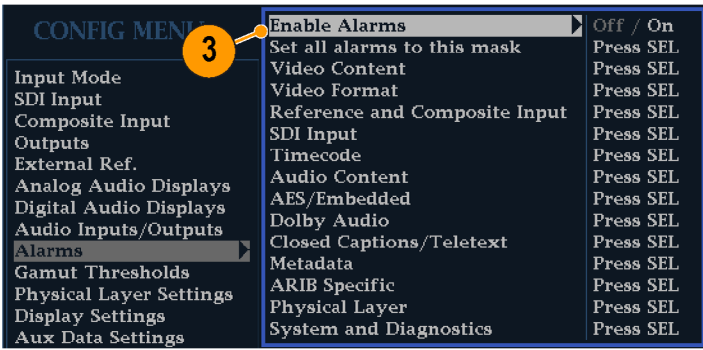 CONFIG MENU
3
Input Mode
SDI Input
Composite Input
Outputs
External Ref.
Analog Audio Displays
Digital Audio Displays
Audio Inputs/Outputs
Alarms
Gamut Thresholds
Physical Layer Settings
Display Settings
Aux Data Settings
Enable Alarms Off / On
Set all alarms to this mask Press SEL
Video Content Press SEL
Video Format Press SEL
Reference and Composite Input Press SEL
SDI Input Press SEL
Timecode Press SEL
Audio Content Press SEL
AES/Embedded Press SEL
Dolby Audio Press SEL
Closed Captions/Teletext Press SEL
Metadata Press SEL
ARIB Specific Press SEL
Physical Layer Press SEL
System and Diagnostics Press SEL